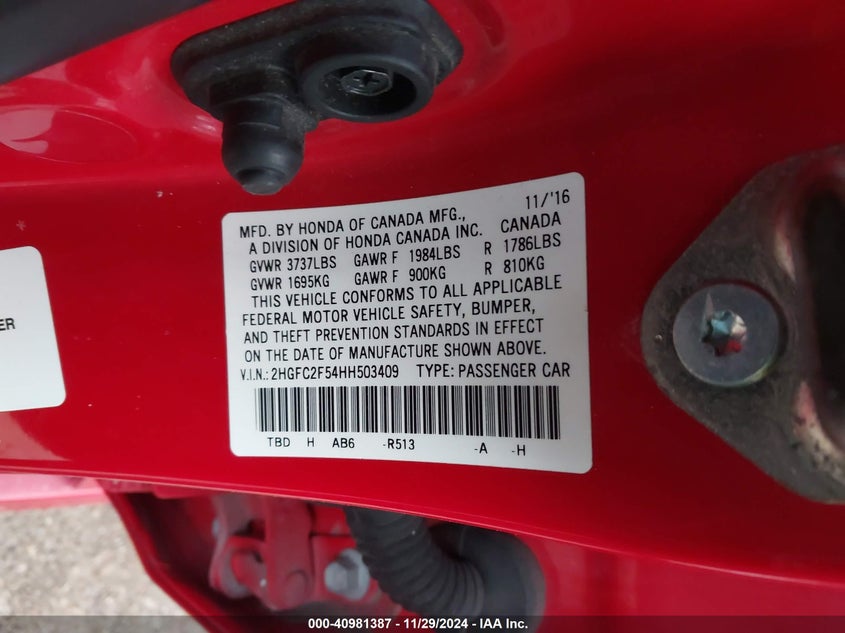 11/'16
MFD. BY HONDA OF CANADA MFG.,
A DIVISION OF HONDA CANADA INC. CANADA
GVWR 3737LBS GAWR F 1984LBS R 1786LBS
GVWR 1695KG GAWR F 900KG R 810KG
THIS VEHICLE CONFORMS TO ALL APPLICABLE
FEDERAL MOTOR VEHICLE SAFETY, BUMPER,
AND THEFT PREVENTION STANDARDS IN EFFECT
ON THE DATE OF MANUFACTURE SHOWN ABOVE.
V.I.N.: 2HGFC2F54HH503409 TYPE: PASSENGER CAR
TBD H AB6 -R513 -A -H
000-40981387 - 11/29/2024 - IAA Inc.